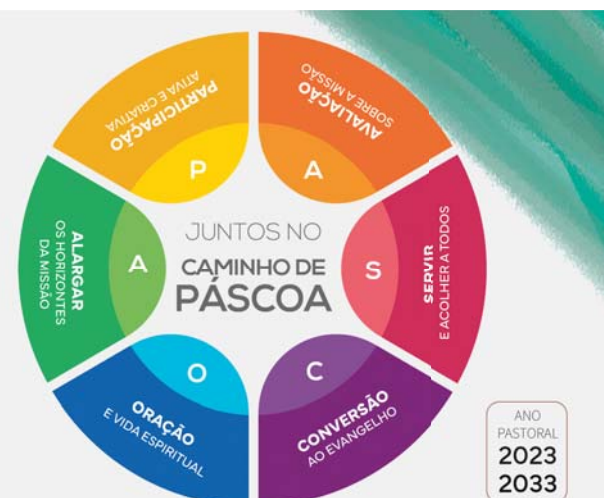 PARTICIPAÇÃO
ATIVA E CRIATIVA
P
AVALIAÇÃO
SOBRE A MISSÃO
A
SERVIR
E ACOLHER A TODOS
S
CONVERSÃO
AO EVANGELHO
C
ORAÇÃO
E VIDA ESPIRITUAL
O
ALARGAR
OS HORIZONTES
DA MISSÃO
A
JUNTOS NO
CAMINHO DE
PÁSCOA
ANO
PASTORAL
2023
2033